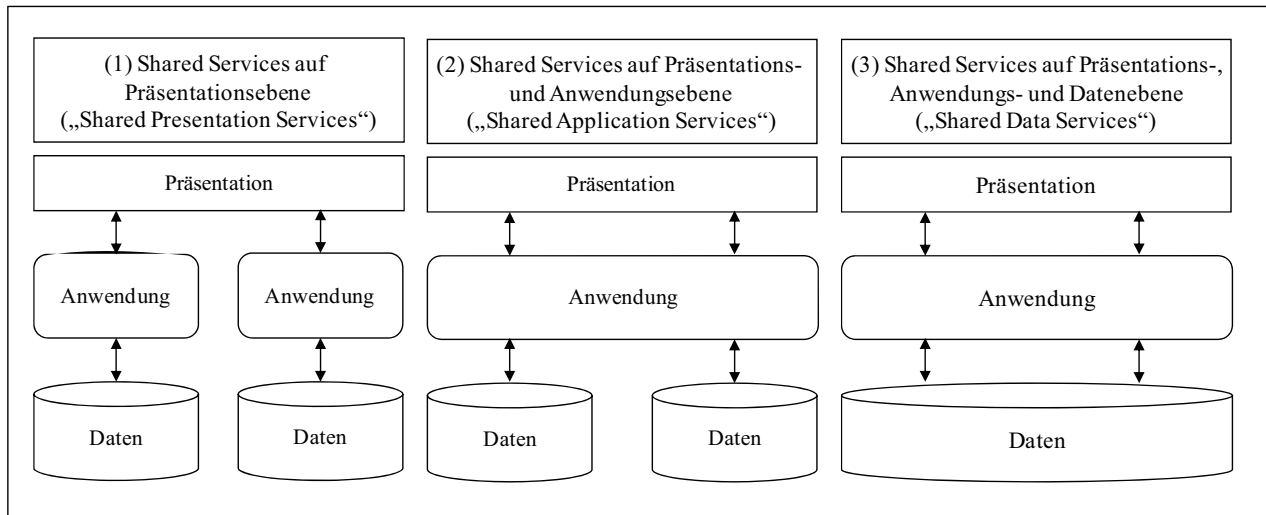 (1) Shared Services auf
Präsentationsebene
(„Shared Presentation Services“)
(2) Shared Services auf Präsentations-
und Anwendungsebene
(„Shared Application Services“)
(3) Shared Services auf Präsentations-,
Anwendungs- und Datenebene
(„Shared Data Services“)
Präsentation
Präsentation
Präsentation
Anwendung
Anwendung
Anwendung
Anwendung
Daten
Daten
Daten
Daten
Daten